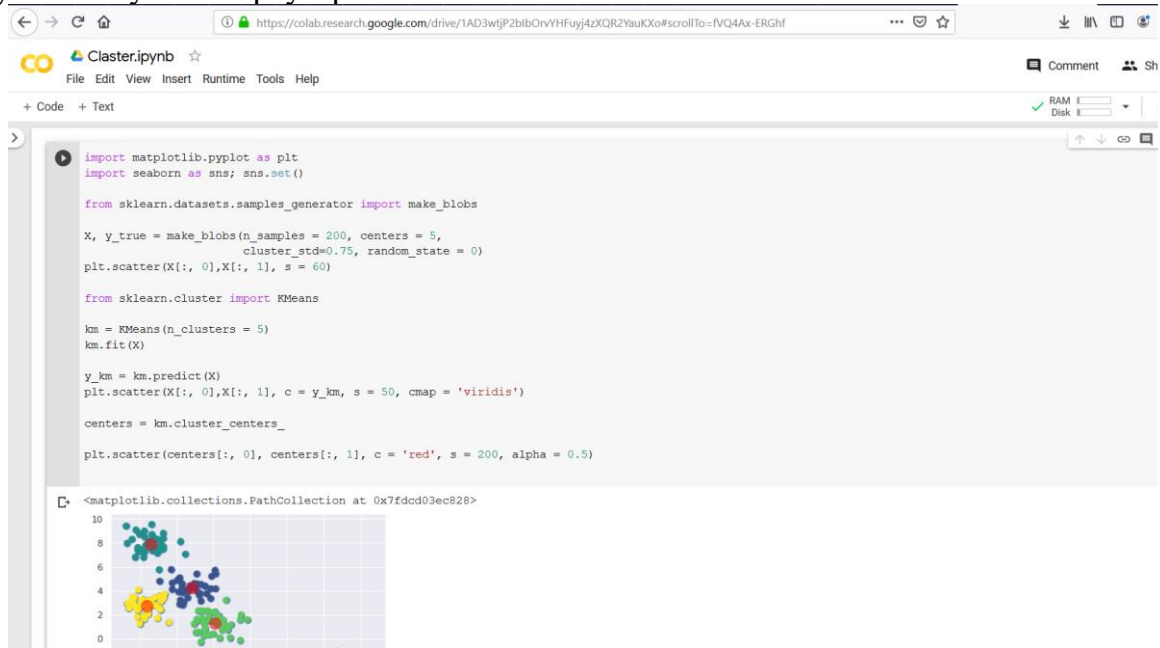 https://colab.research.google.com/drive/1AD3wtjP2bIbOrvYHFuyj4zXQR2YauKXo#scrollTo=fVQ4Ax-ERGhf
CO Claster.ipynb
Comment Sh
File Edit View Insert Runtime Tools Help
+ Code + Text
RAM
Disk
import matplotlib.pyplot as plt
import seaborn as sns; sns.set()
from sklearn.datasets.samples_generator import make_blobs
X, y_true = make_blobs(n_samples = 200, centers = 5,
cluster_std=0.75, random_state = 0)
plt.scatter(X[:, 0],X[:, 1], s = 60)
from sklearn.cluster import KMeans
km = KMeans(n_clusters = 5)
km.fit(X)
y_km = km.predict(X)
plt.scatter(X[:, 0],X[:, 1], c = y_km, s = 50, cmap = 'viridis')
centers = km.cluster_centers_
plt.scatter(centers[:, 0], centers[:, 1], c = 'red', s = 200, alpha = 0.5)
<matplotlib.collections.PathCollection at 0x7fdcd03ec828>
10
8
6
4
2
0